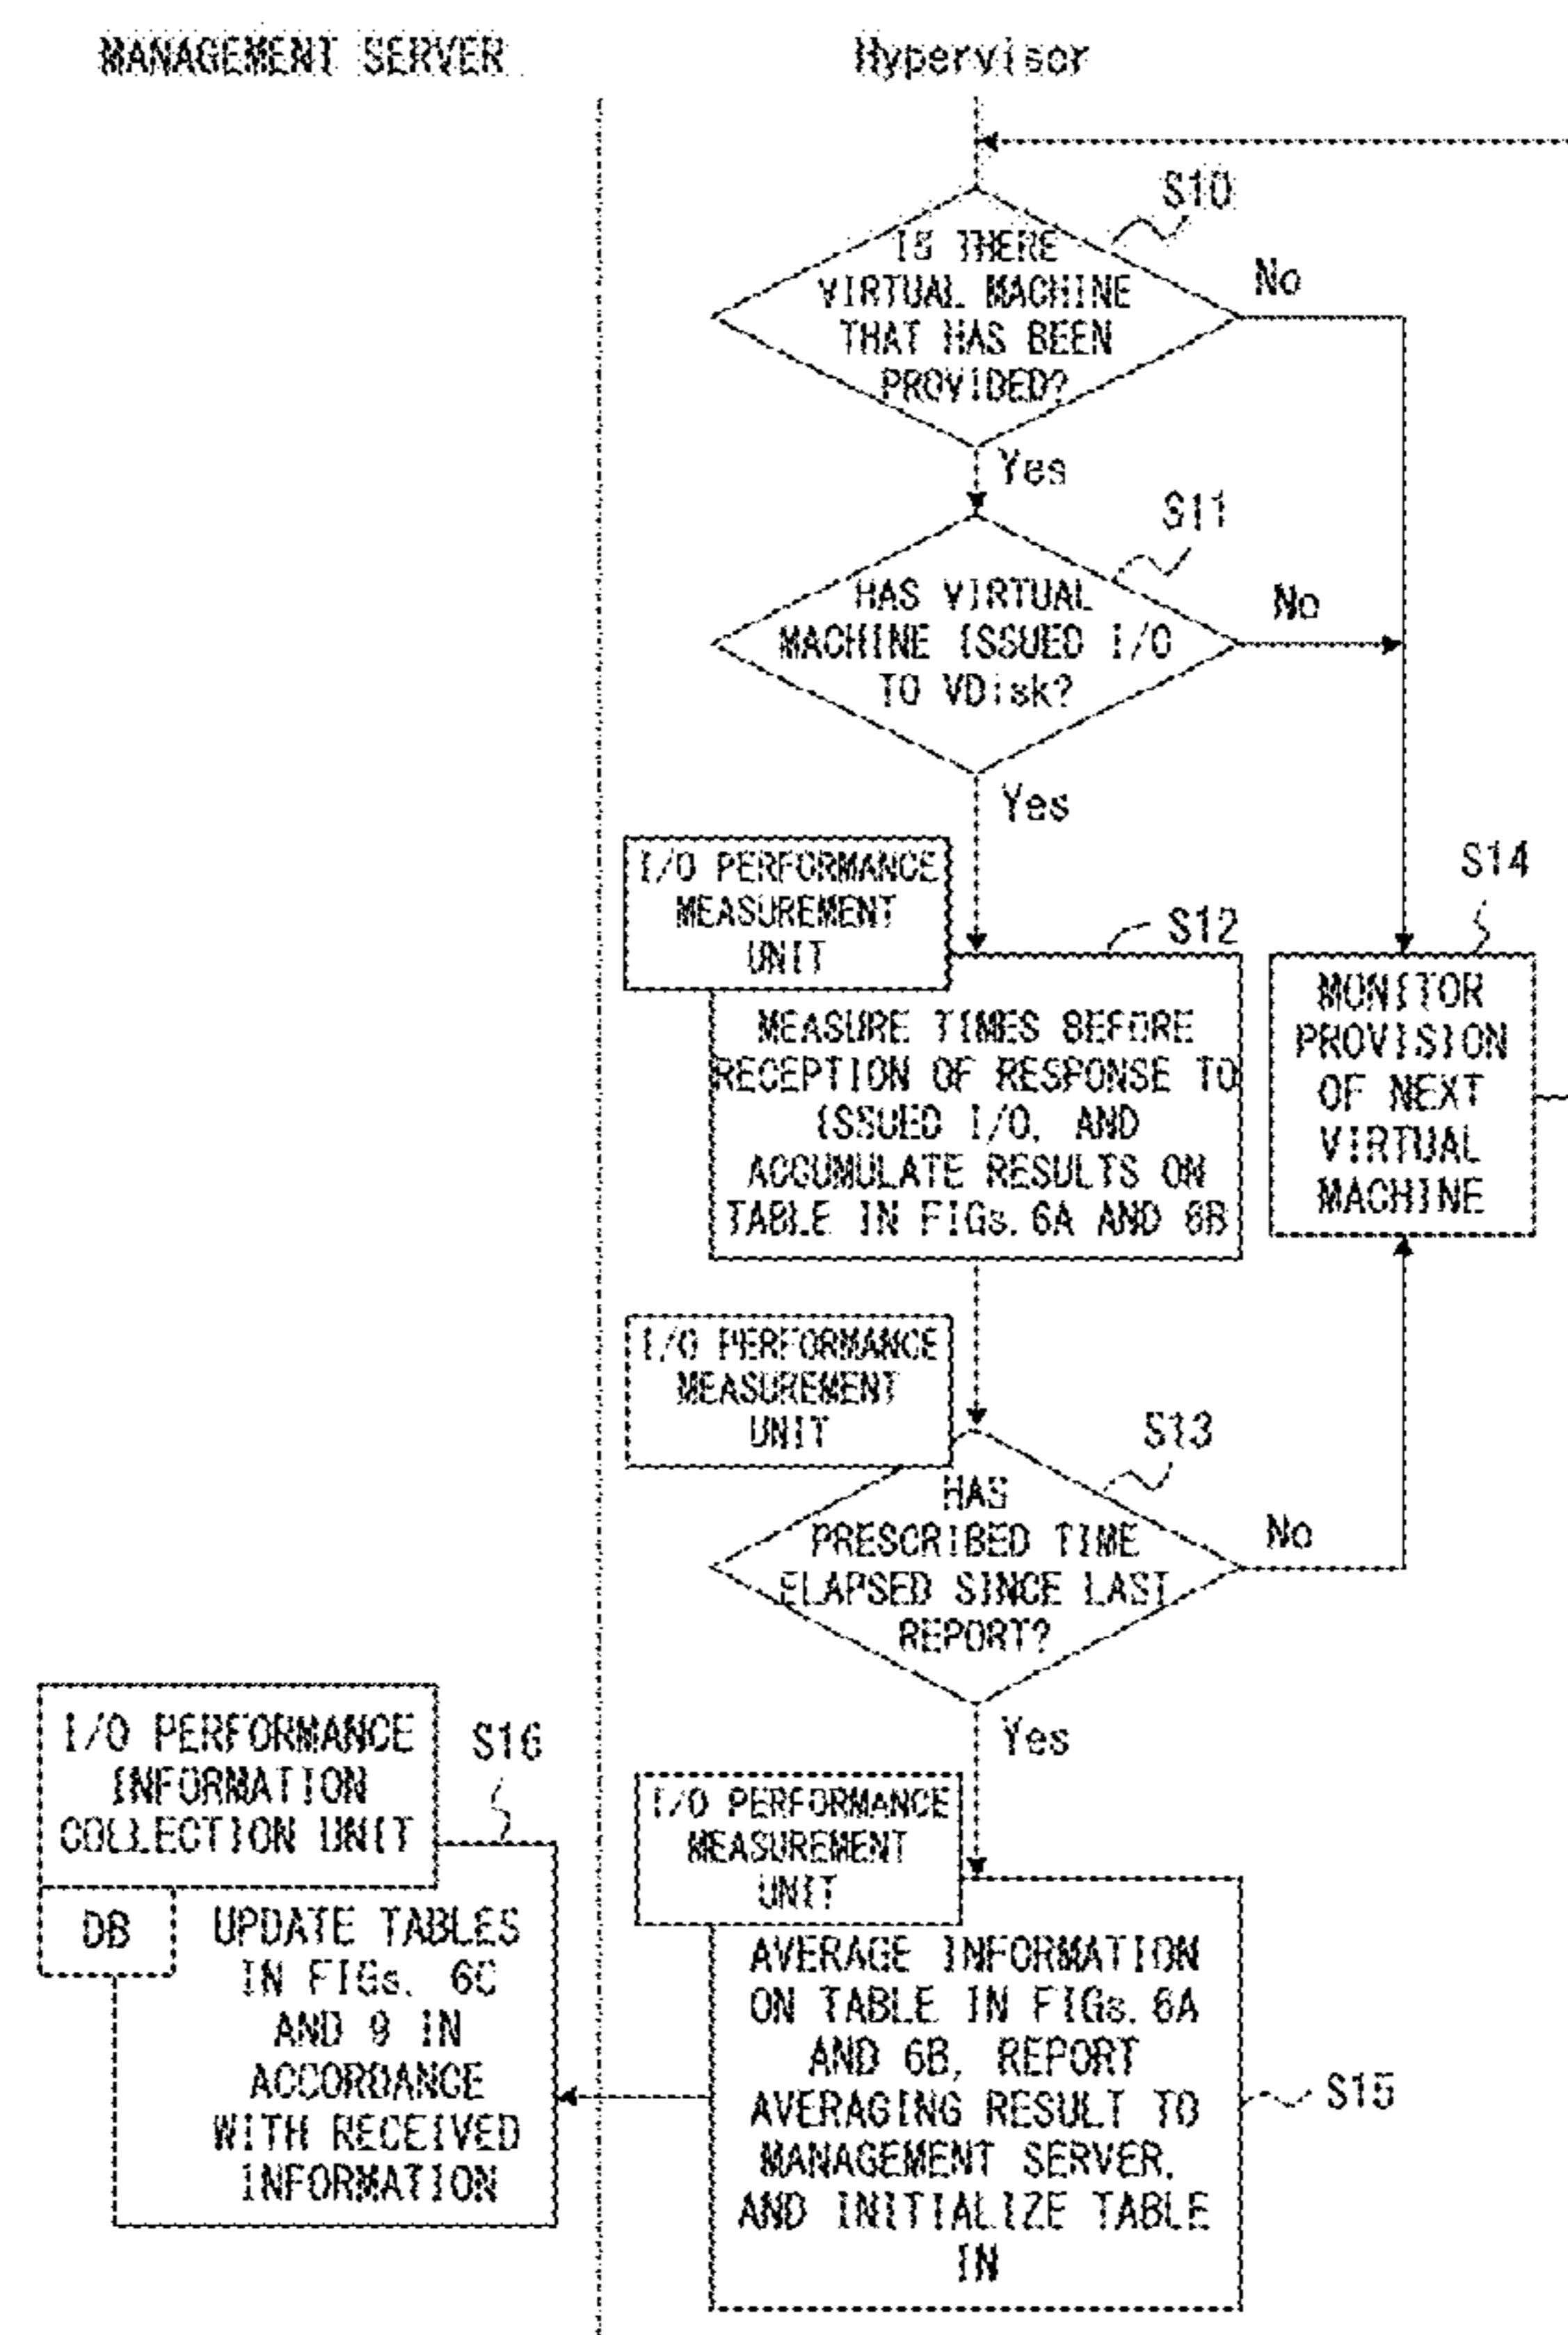 MANAGEMENT SERVER
Hypervisor
S10
IS THERE
VIRTUAL MACHINE
THAT HAS BEEN
PROVIDED?
No
Yes
S11
HAS VIRTUAL
MACHINE ISSUED I/O
TO VDisk?
No
Yes
I/O PERFORMANCE
MEASUREMENT
UNIT
S12
MEASURE TIMES BEFORE
RECEPTION OF RESPONSE TO
ISSUED I/O, AND
ACCUMULATE RESULTS ON
TABLE IN FIGs. 6A AND 6B
S14
MONITOR
PROVISION
OF NEXT
VIRTUAL
MACHINE
I/O PERFORMANCE
MEASUREMENT
UNIT
S13
HAS
PRESCRIBED TIME
ELAPSED SINCE LAST
REPORT?
No
Yes
I/O PERFORMANCE
INFORMATION
COLLECTION UNIT
S16
DB
UPDATE TABLES
IN FIGs. 6C
AND 9 IN
ACCORDANCE
WITH RECEIVED
INFORMATION
I/O PERFORMANCE
MEASUREMENT
UNIT
AVERAGE INFORMATION
ON TABLE IN FIGs. 6A
AND 6B, REPORT
AVERAGING RESULT TO
MANAGEMENT SERVER,
AND INITIALIZE TABLE
IN
S15